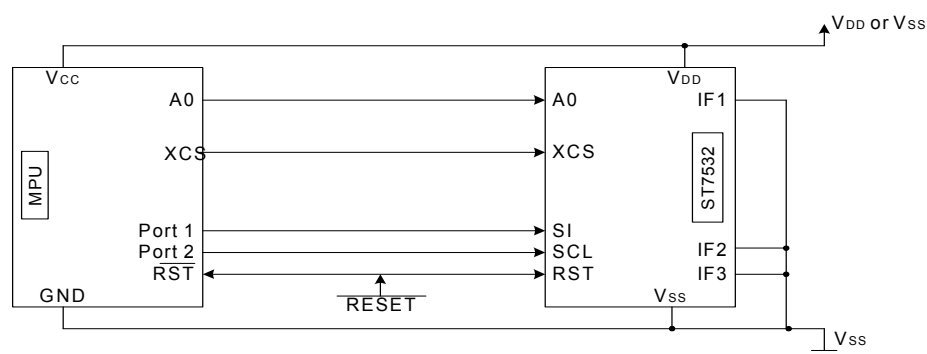 VDD or VSS
VCC
VDD
A0
A0
IF1
XCS
XCS
MPU
ST7532
Port 1
SI
Port 2
SCL
IF2
RST
RST
IF3
RESET
GND
VSS
VSS